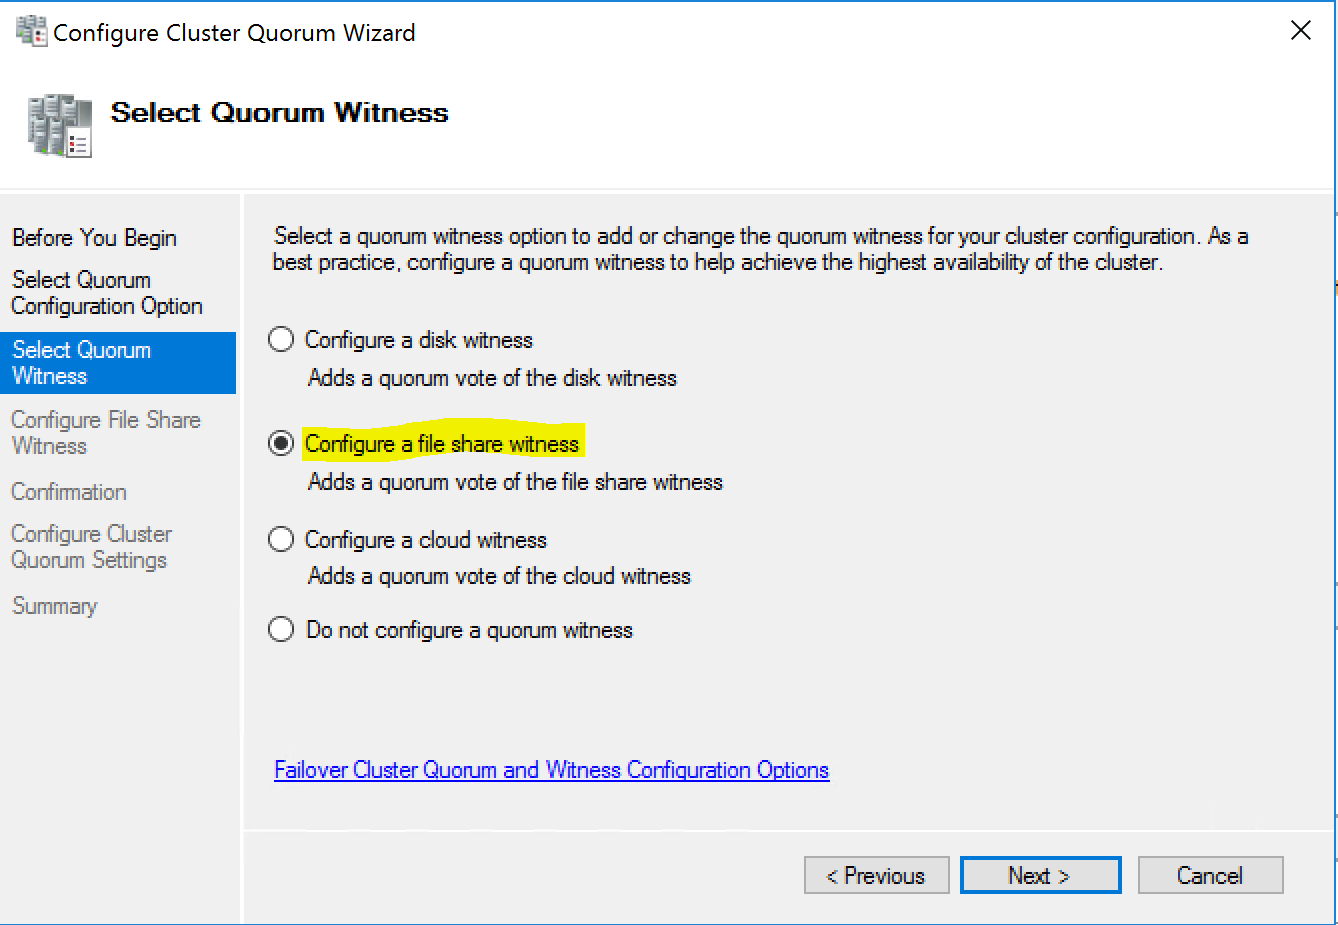 Configure Cluster Quorum Wizard
Select Quorum Witness
Before You Begin
Select Quorum
Configuration Option
Select Quorum
Witness
Configure File Share
Witness
Confirmation
Configure Cluster
Quorum Settings
Summary
Select a quorum witness option to add or change the quorum witness for your cluster configuration. As a
best practice, configure a quorum witness to help achieve the highest availability of the cluster.
Configure a disk witness
Adds a quorum vote of the disk witness
Configure a file share witness
Adds a quorum vote of the file share witness
Configure a cloud witness
Adds a quorum vote of the cloud witness
Do not configure a quorum witness
Failover Cluster Quorum and Witness Configuration Options
< Previous
Next >
Cancel